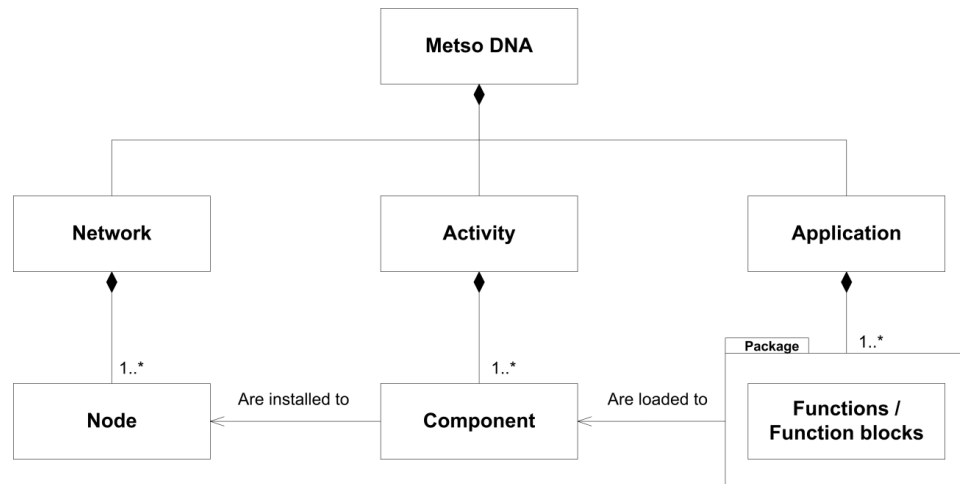 Metso DNA
Network
Activity
Application
1..*
1..*
Package
1..*
Node
Are installed to
Component
Are loaded to
Functions /
Function blocks